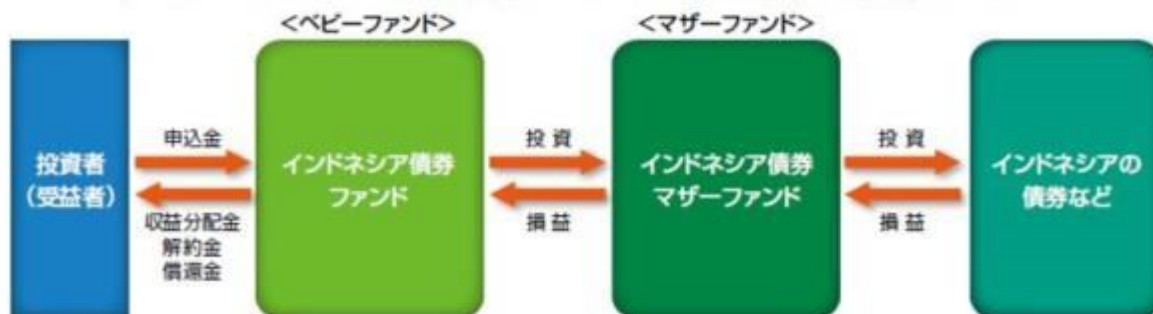 <ベビーファンド>
<マザーファンド>
投資者
(受益者)
申込金
収益分配金
解約金
償還金
インドネシア債券
ファンド
投資
損益
インドネシア債券
マザーファンド
投資
損益
インドネシアの
債券など